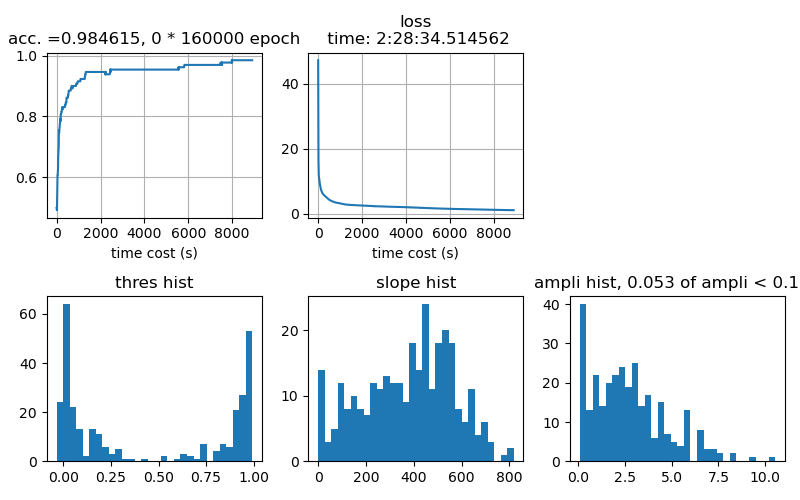 acc. =0.984615, 0 * 160000 epoch
1.0
0.8
0.6
0 2000 4000 6000 8000
time cost (s)
loss
time: 2:28:34.514562
40
20
0
0 2000 4000 6000 8000
time cost (s)
thres hist
60
40
20
0
0.00 0.25 0.50 0.75 1.00
slope hist
20
10
0
0 200 400 600 800
ampli hist, 0.053 of ampli < 0.1
40
30
20
10
0
0.0 2.5 5.0 7.5 10.0